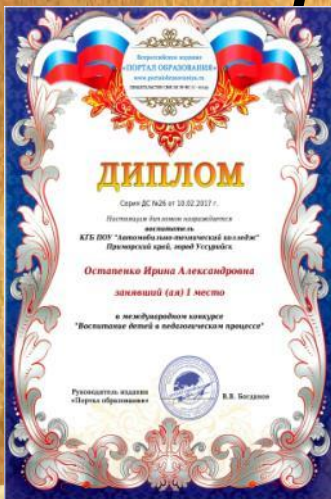 Всероссийское издание
«ПОРТАЛ ОБРАЗОВАНИЯ»
ДИПЛОМ
Серия ДС №26 от 10.02.2017 г.
Настоящим дипломом награждается
воспитатель
КГБ ПОУ "Автомобильно-технический колледж"
Приморский край, город Уссурийск
Остапенко Ирина Александровна
занявший (ая) 1 место
в международном конкурсе
"Воспитание детей в педагогическом процессе"
Руководитель издания
«Портал образования»
В.В. Богданов